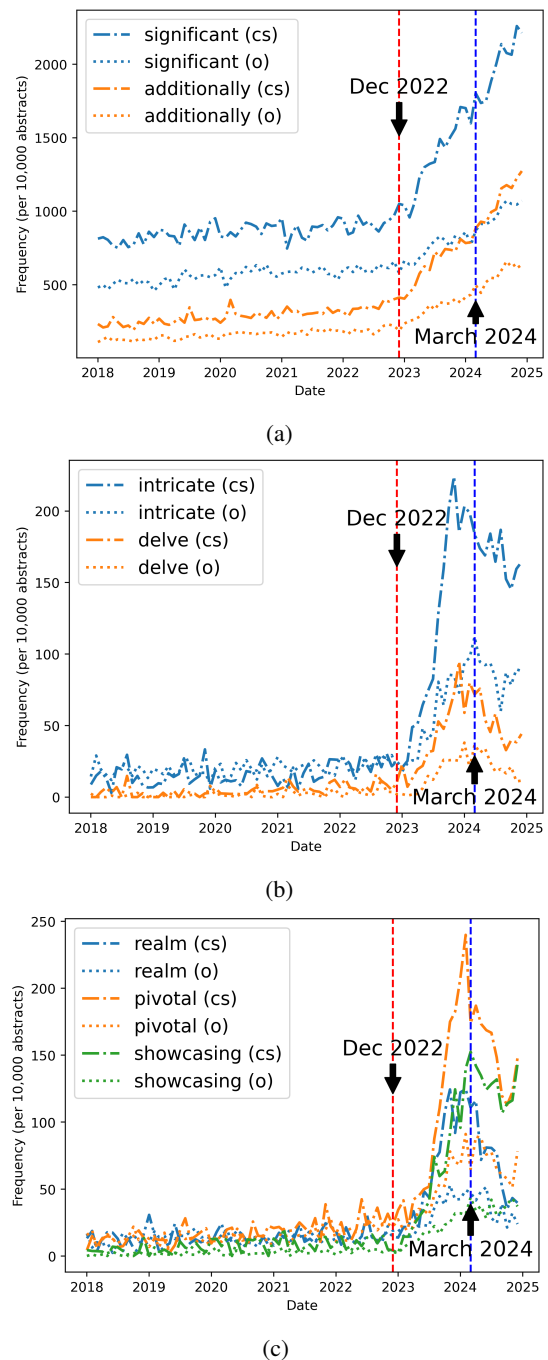 significant (cs)
significant (o)
additionally (cs)
additionally (o)
Dec 2022
March 2024
Frequency (per 10,000 abstracts)
2000
1500
1000
500
2018 2019 2020 2021 2022 2023 2024 2025
Date
(a)
intricate (cs)
intricate (o)
delve (cs)
delve (o)
Dec 2022
March 2024
Frequency (per 10,000 abstracts)
200
150
100
50
0
2018 2019 2020 2021 2022 2023 2024 2025
Date
(b)
realm (cs)
realm (o)
pivotal (cs)
pivotal (o)
showcasing (cs)
showcasing (o)
Dec 2022
March 2024
Frequency (per 10,000 abstracts)
250
200
150
100
50
0
2018 2019 2020 2021 2022 2023 2024 2025
Date
(c)